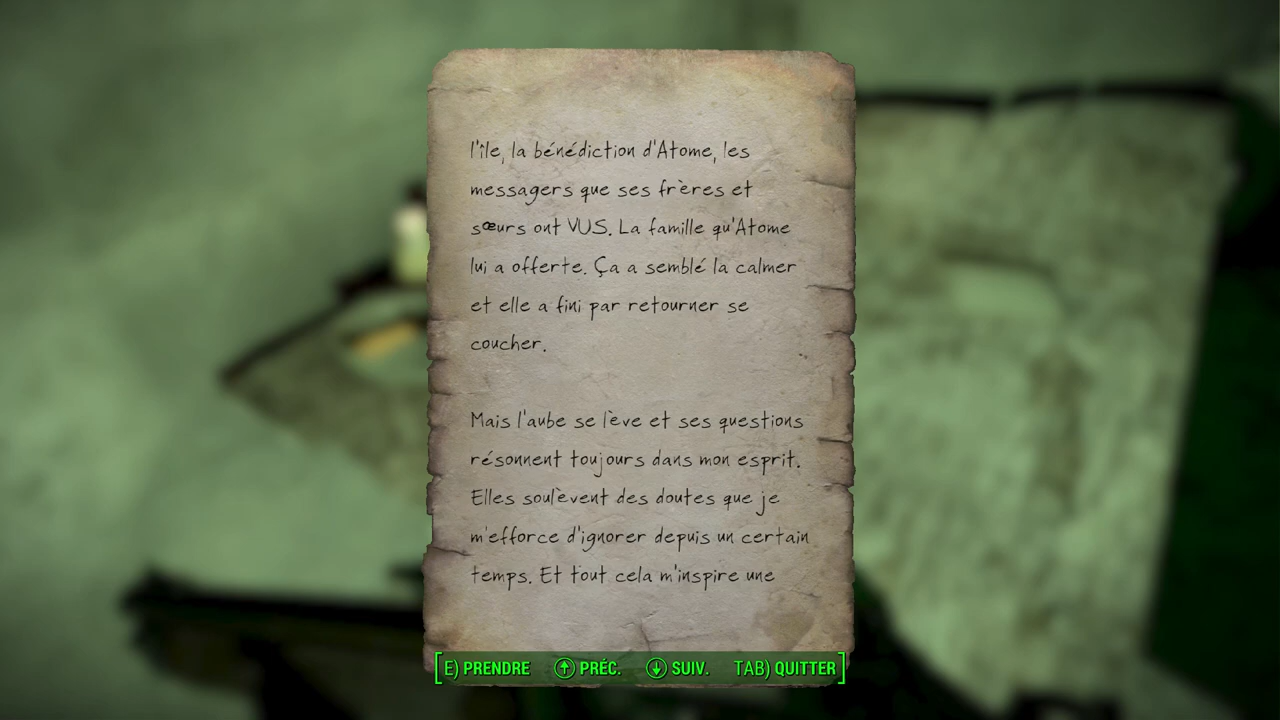 l'île, la bénédiction d'Atome, les
messagers que ses frères et
sœurs ont VUS. La famille qu'Atome
lui a offerte. Ça a semblé la calmer
et elle a fini par retourner se
coucher.
Mais l'aube se lève et ses questions
résonnent toujours dans mon esprit.
Elles soulèvent des doutes que je
m'efforce d'ignorer depuis un certain
temps. Et tout cela m'inspire une
E) PRENDRE PRÉC. SUIV. TAB) QUITTER